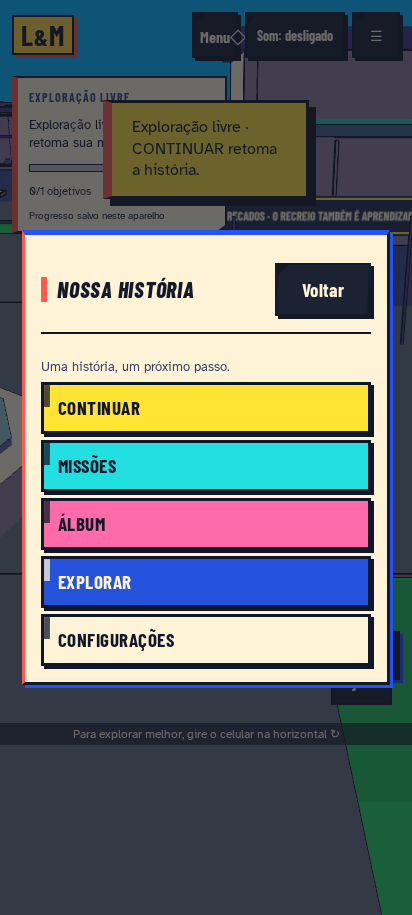 L&M
Menu
Som: desligado
☰
EXPLORAÇÃO LIVRE
Exploração li
retoma sua
0/1 objetivos
Progresso salvo neste aparelho
Exploração livre ·
CONTINUAR retoma
a história.
RECADOS · O RECREIO TAMBÉM É APRENDIZA
NOSSA HISTÓRIA
Voltar
Uma história, um próximo passo.
CONTINUAR
MISSÕES
ÁLBUM
EXPLORAR
CONFIGURAÇÕES
Para explorar melhor, gire o celular na horizontal ↻